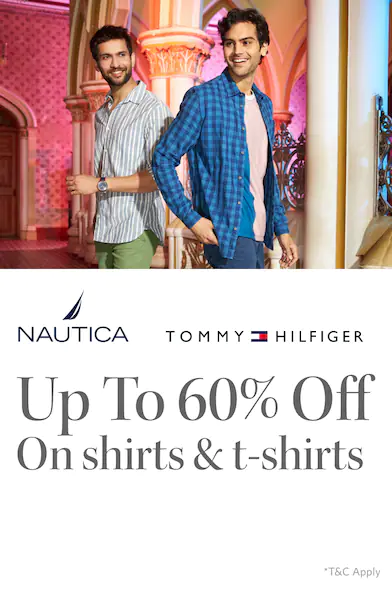 NAUTICA
TOMMY HILFIGER
Up To 60% Off
On shirts & t-shirts
*T&C Apply